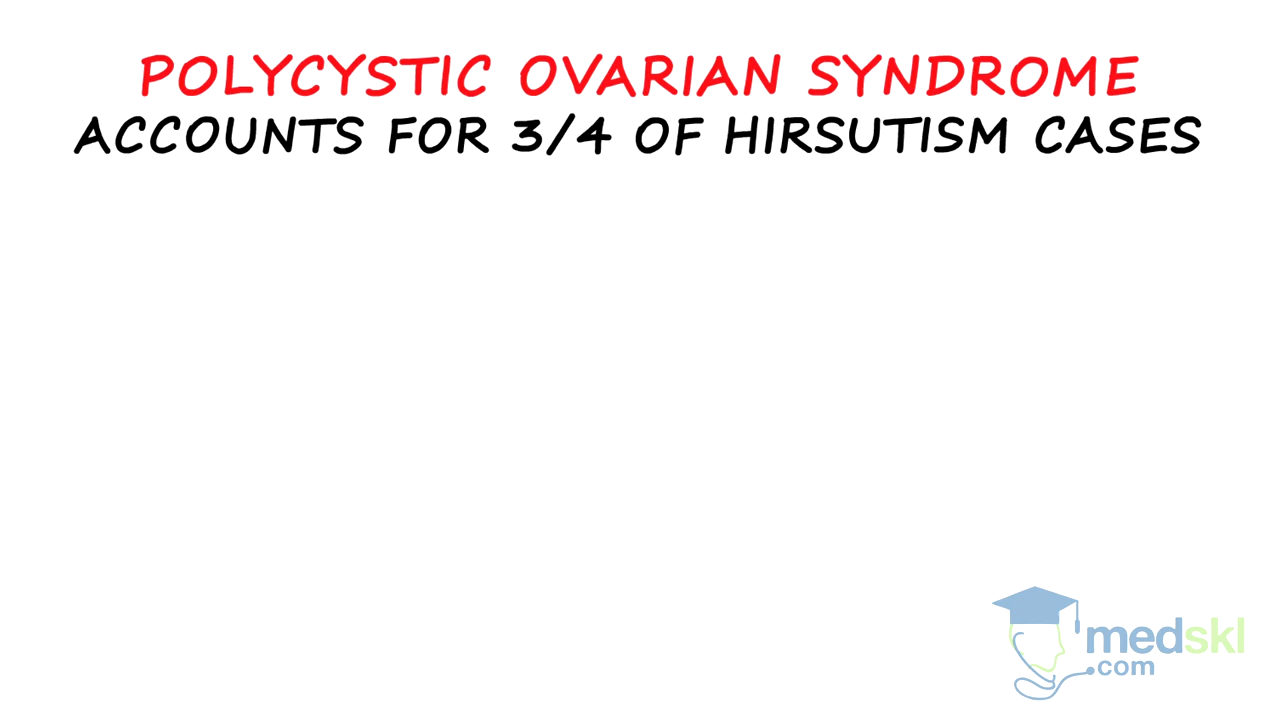 POLYCYSTIC OVARIAN SYNDROME
ACCOUNTS FOR 3/4 OF HIRSUTISM CASES
medskl
.com